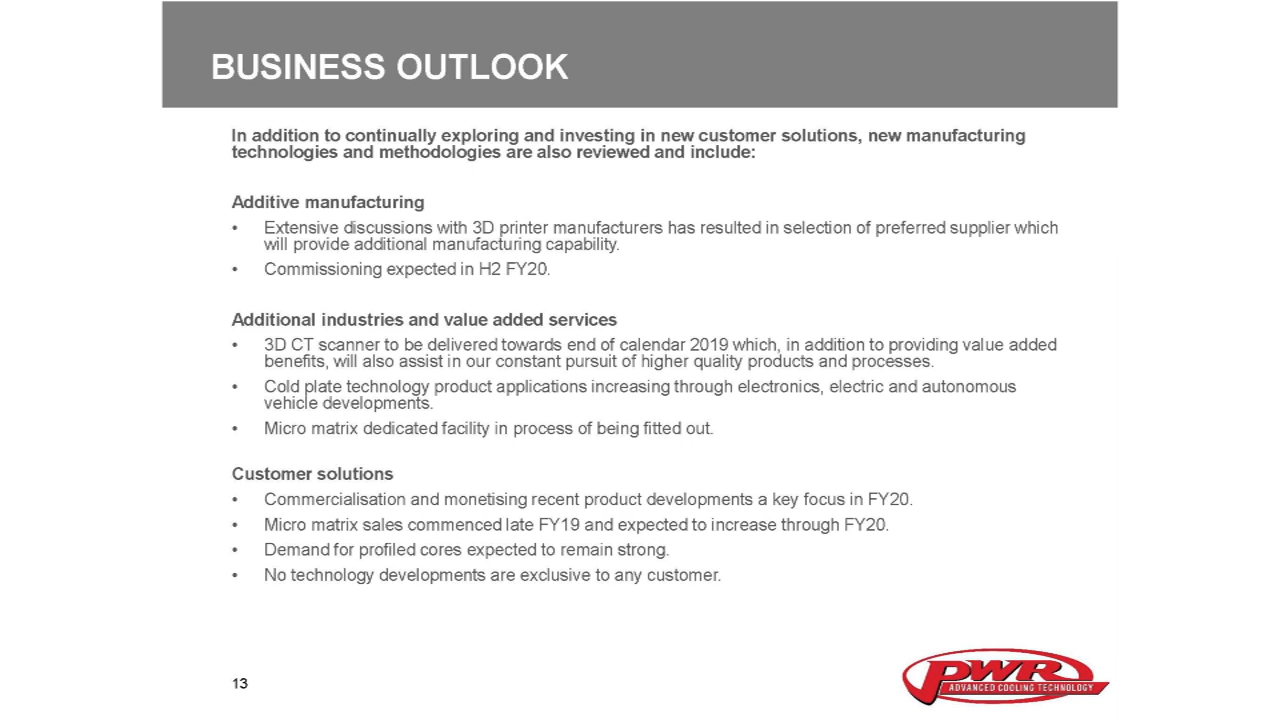 BUSINESS OUTLOOK
In addition to continually exploring and investing in new customer solutions, new manufacturing
technologies and methodologies are also reviewed and include:
Additive manufacturing
• Extensive discussions with 3D printer manufacturers has resulted in selection of preferred supplier which
will provide additional manufacturing capability.
• Commissioning expected in H2 FY20.
Additional industries and value added services
• 3D CT scanner to be delivered towards end of calendar 2019 which, in addition to providing value added
benefits, will also assist in our constant pursuit of higher quality products and processes.
• Cold plate technology product applications increasing through electronics, electric and autonomous
vehicle developments.
• Micro matrix dedicated facility in process of being fitted out.
Customer solutions
• Commercialisation and monetising recent product developments a key focus in FY20.
• Micro matrix sales commenced late FY19 and expected to increase through FY20.
• Demand for profiled cores expected to remain strong.
• No technology developments are exclusive to any customer.
13
PWR
ADVANCED COOLING TECHNOLOGY